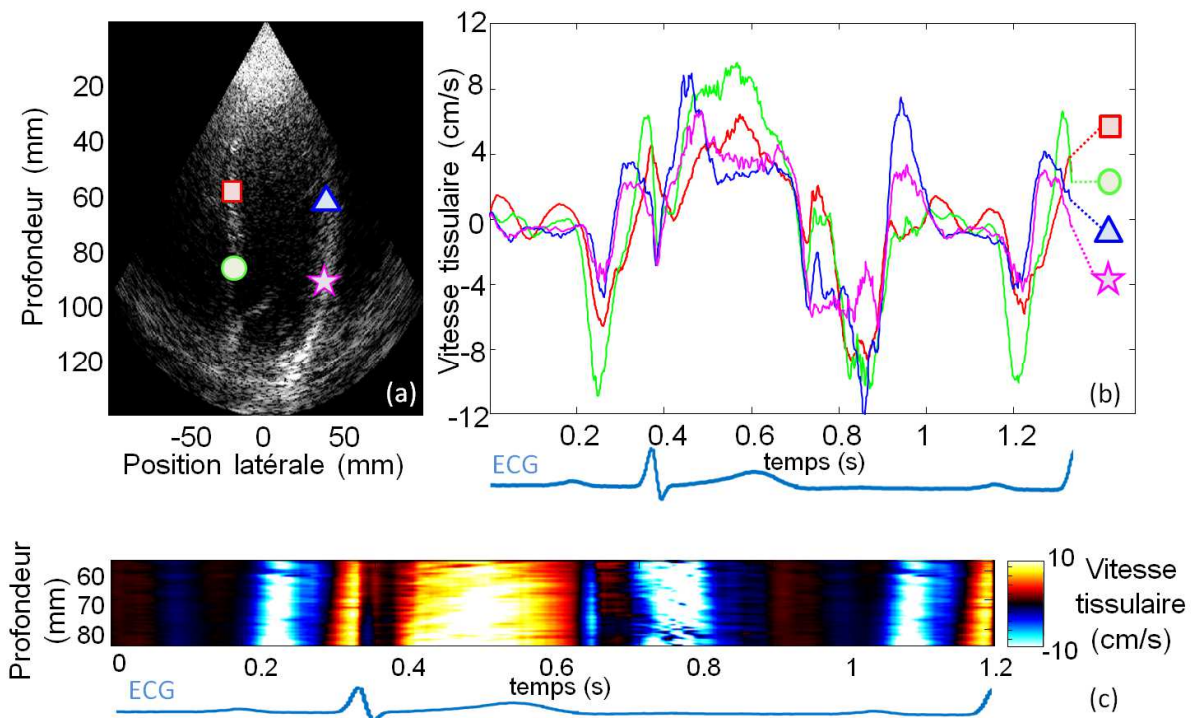 Profondeur (mm)
20
40
60
80
100
120
-50 0 50
Position latérale (mm)
(a)
Vitesse tissulaire (cm/s)
12
8
4
0
-4
-8
-12
0.2 0.4 0.6 0.8 1 1.2
temps (s)
(b)
ECG
Profondeur
(mm)
60
70
80
0 0.2 0.4 0.6 0.8 1 1.2
temps (s)
10
-10
Vitesse
tissulaire
(cm/s)
ECG
(c)